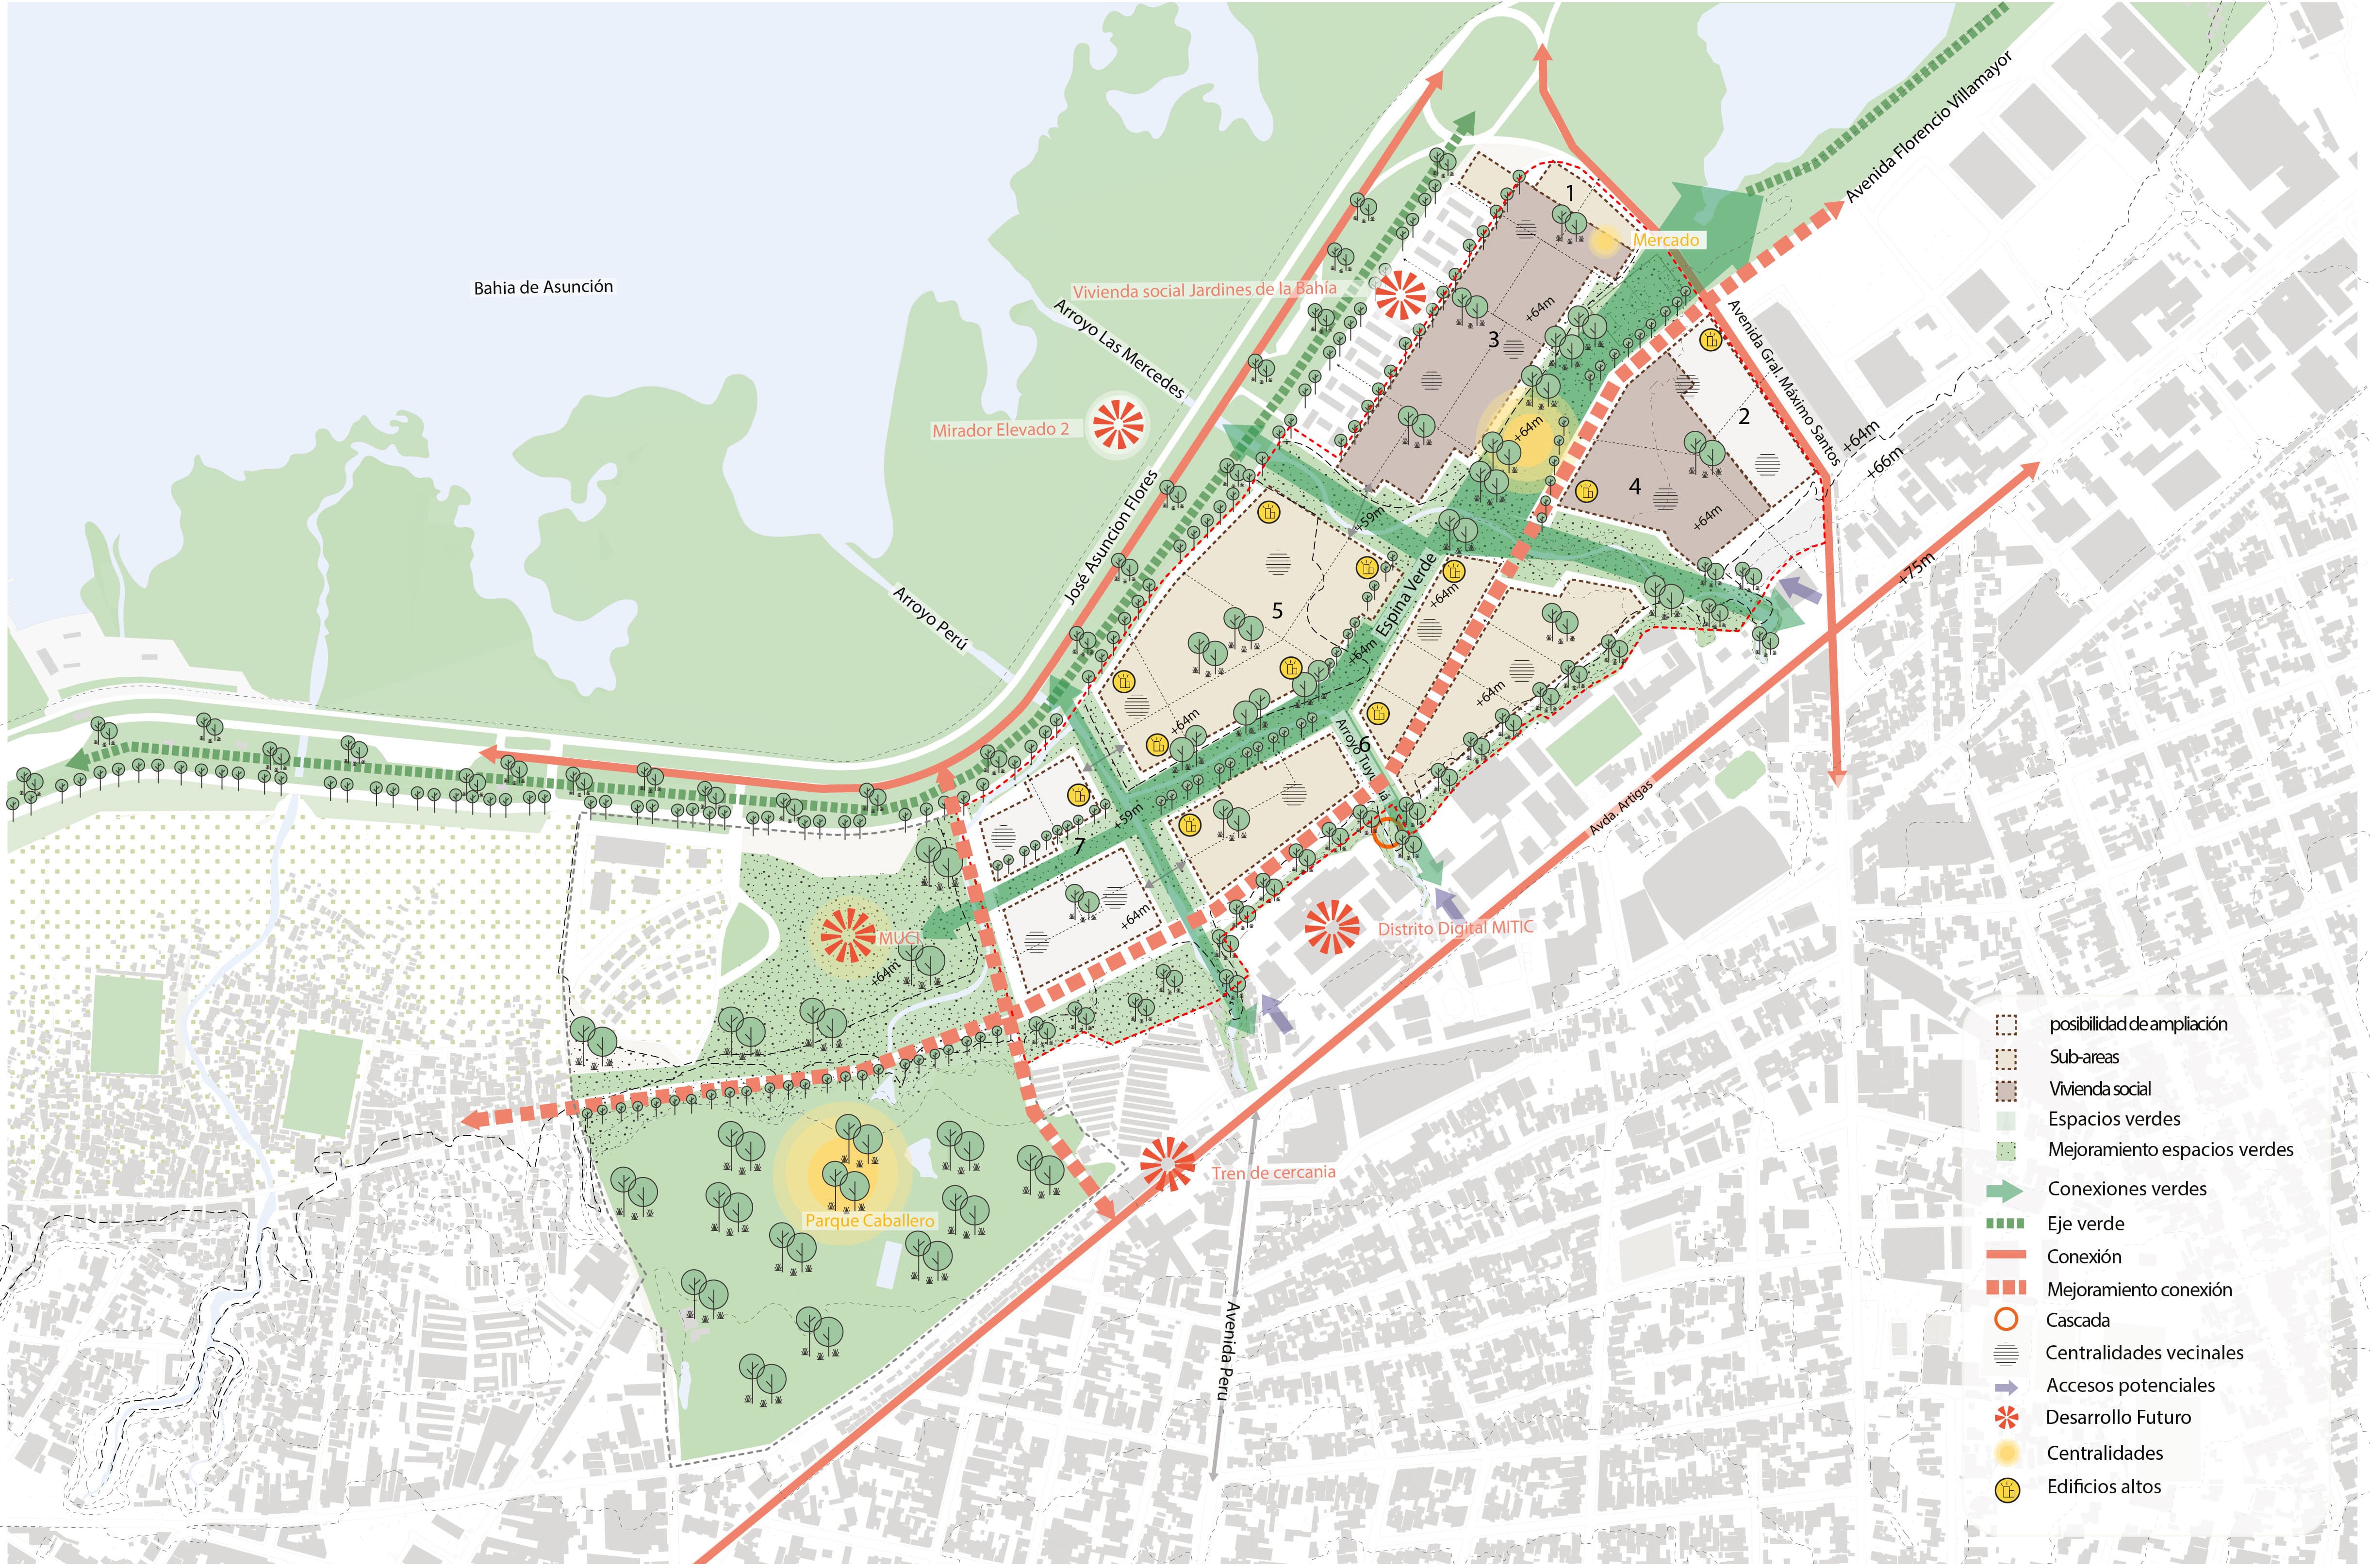 Avenida Florencio Villamayor
1
Mercado
Bahia de Asunción
Vivienda social Jardines de la Bahía
+64m
Arroyo Las Mercedes
Avenida Gral. Máximo Santos
3
2
Mirador Elevado 2
+64m
+64m
+66m
4
José Asuncion Flores
+59m
+64m
+75m
Espina Verde
Arroyo Perú
+64m
5
+64m
+64m
+64m
Arroyo Tuyú
6
Avda. Artigas
+59m
7
+64m
Distrito Digital MITIC
MUCI
+64m
Tren de cercania
Parque Caballero
Avenida Peru
posibilidad de ampliación
Sub-areas
Vivienda social
Espacios verdes
Mejoramiento espacios verdes
Conexiones verdes
Eje verde
Conexión
Mejoramiento conexión
Cascada
Centralidades vecinales
Accesos potenciales
Desarrollo Futuro
Centralidades
Edificios altos